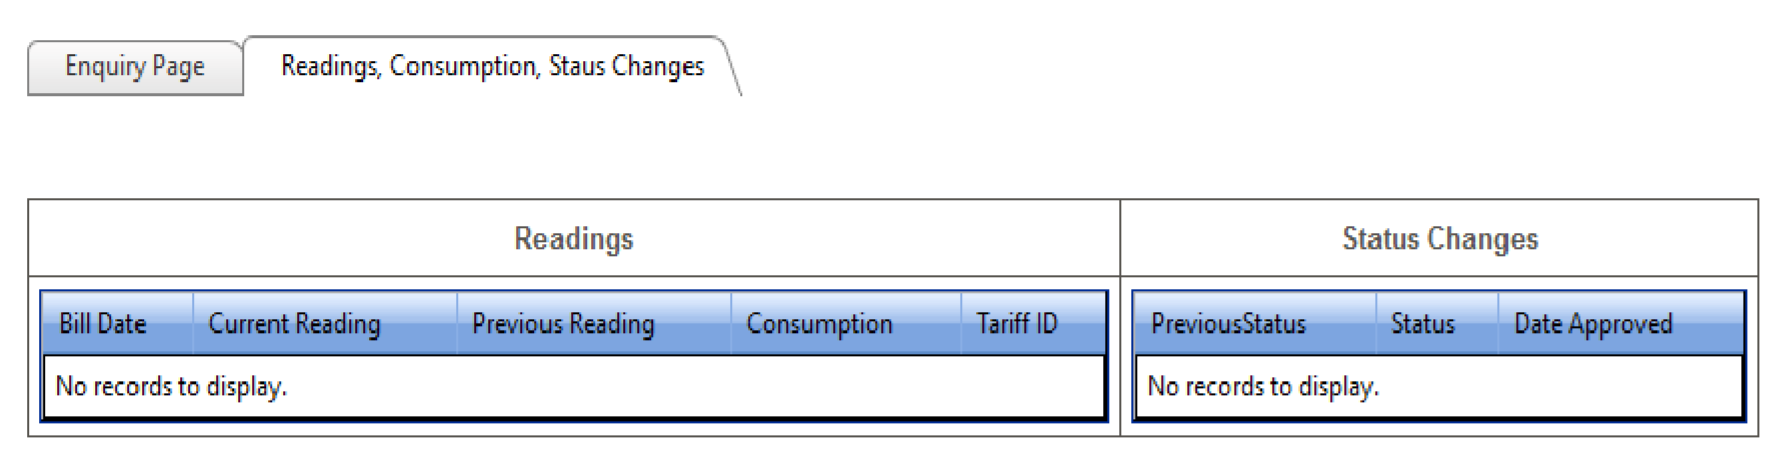 Enquiry Page Readings, Consumption, Staus Changes
Readings Status Changes
Bill Date Current Reading Previous Reading Consumption Tariff ID PreviousStatus Status Date Approved
No records to display. No records to display.